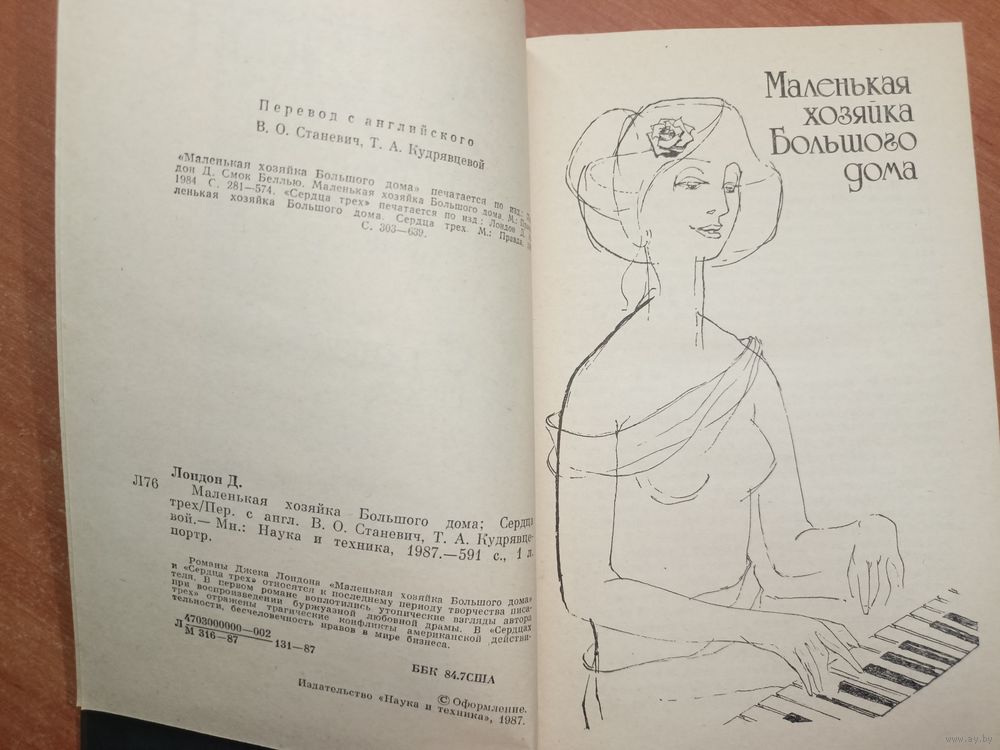 Перевод с английского
В. О. Станевич, Т. А. Кудрявцевой
«Маленькая хозяйка Большого дома» печатается по изд.:
дон Д. Смок Беллью. Маленькая хозяйка Большого дома. М.:
1984 С. 281—574. «Сердца трех» печатается по изд.: Лондон Д.
ленькая хозяйка Большого дома. Сердца трех. М.: Правда,
С. 303—639.
Лондон Д.
Л76 Маленькая хозяйка Большого дома; Сердца
трех/Пер. с англ. В. О. Станевич, Т. А. Кудрявце-
вой.— Мн.: Наука и техника, 1987.—591 с., 1 л.
портр.
Романы Джека Лондона «Маленькая хозяйка Большого дома»
и «Сердца трех» относятся к последнему периоду творчества писа-
теля. В первом романе воплотились утопические взгляды автора
при воспроизведении буржуазной любовной драмы. В «Сердцах
трех» отражены трагические конфликты американской действи-
тельности, бесчеловечность нравов в мире бизнеса.
Л 4703000000—002
М 316—87 131—87
ББК 84.7США
© Оформление.
Издательство «Наука и техника», 1987.
Маленькая
хозяйка
Большого
дома
www.ay.by